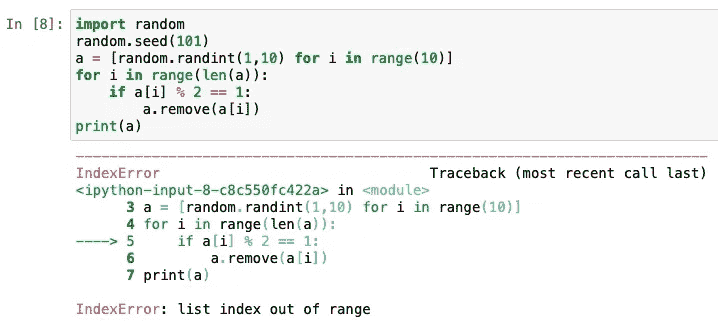 In [8]: import random
random.seed(101)
a = [random.randint(1,10) for i in range(10)]
for i in range(len(a)):
    if a[i] % 2 == 1:
        a.remove(a[i])
print(a)
---------------------------------------------------------------------------
IndexError                                Traceback (most recent call last)
<ipython-input-8-c8c550fc422a> in <module>
      3 a = [random.randint(1,10) for i in range(10)]
      4 for i in range(len(a)):
----> 5     if a[i] % 2 == 1:
      6         a.remove(a[i])
      7 print(a)
IndexError: list index out of range